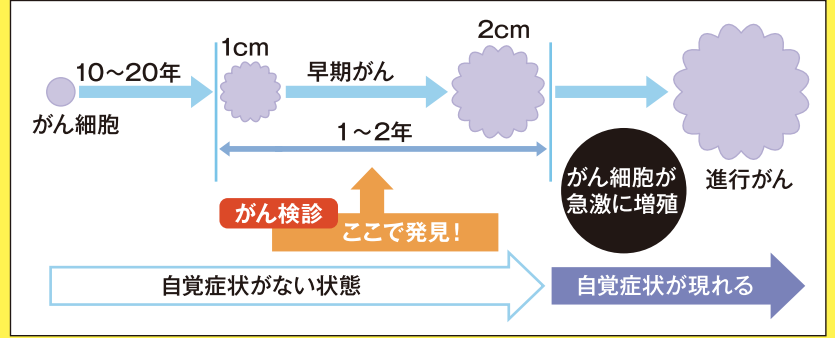 10〜20年
がん細胞
1cm
早期がん
2cm
1〜2年
がん検診
ここで発見！
がん細胞が
急激に増殖
進行がん
自覚症状がない状態
自覚症状が現れる